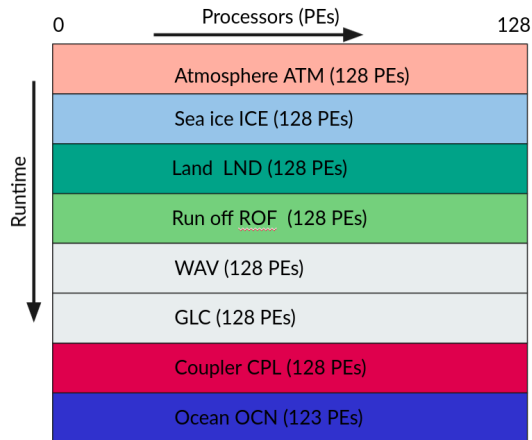 Processors (PEs)
0
128
Runtime
Atmosphere ATM (128 PEs)
Sea ice ICE (128 PEs)
Land LND (128 PEs)
Run off ROF (128 PEs)
WAV (128 PEs)
GLC (128 PEs)
Coupler CPL (128 PEs)
Ocean OCN (123 PEs)